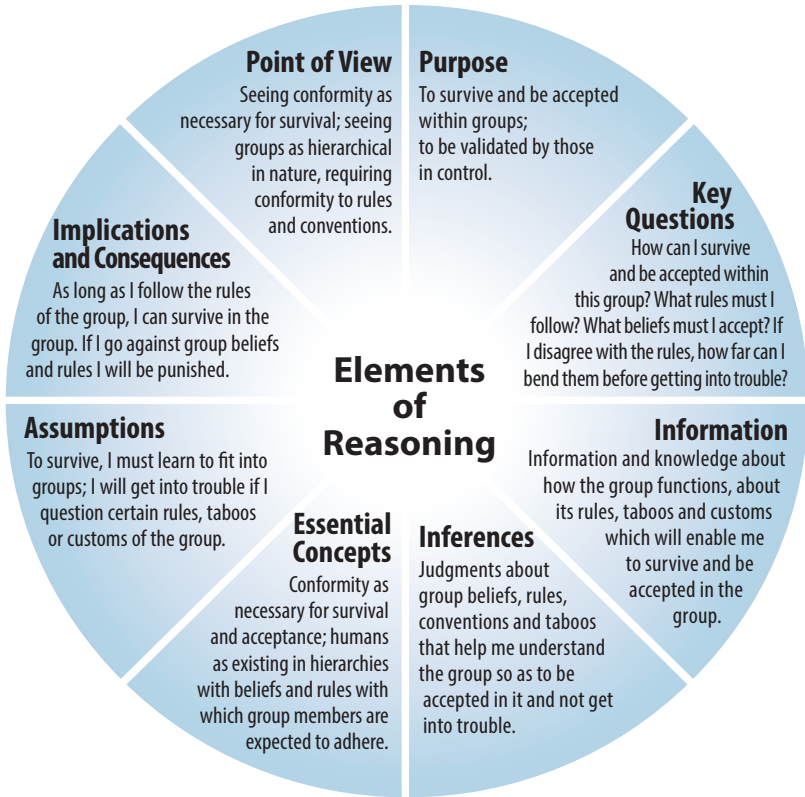 Point of View
Seeing conformity as
necessary for survival; seeing
groups as hierarchical
in nature, requiring
conformity to rules
and conventions.
Purpose
To survive and be accepted
within groups;
to be validated by those
in control.
Key
Questions
How can I survive
and be accepted within
this group? What rules must I
follow? What beliefs must I accept? If
I disagree with the rules, how far can I
bend them before getting into trouble?
Information
Information and knowledge about
how the group functions, about
its rules, taboos and customs
which will enable me
to survive and be
accepted in the
group.
Inferences
Judgments about
group beliefs, rules,
conventions and taboos
that help me understand
the group so as to be
accepted in it and not get
into trouble.
Essential
Concepts
Conformity as
necessary for survival
and acceptance; humans
as existing in hierarchies
with beliefs and rules with
which group members are
expected to adhere.
Assumptions
To survive, I must learn to fit into
groups; I will get into trouble if I
question certain rules, taboos
or customs of the group.
Implications
and Consequences
As long as I follow the rules
of the group, I can survive in the
group. If I go against group beliefs
and rules I will be punished.
Elements
of
Reasoning